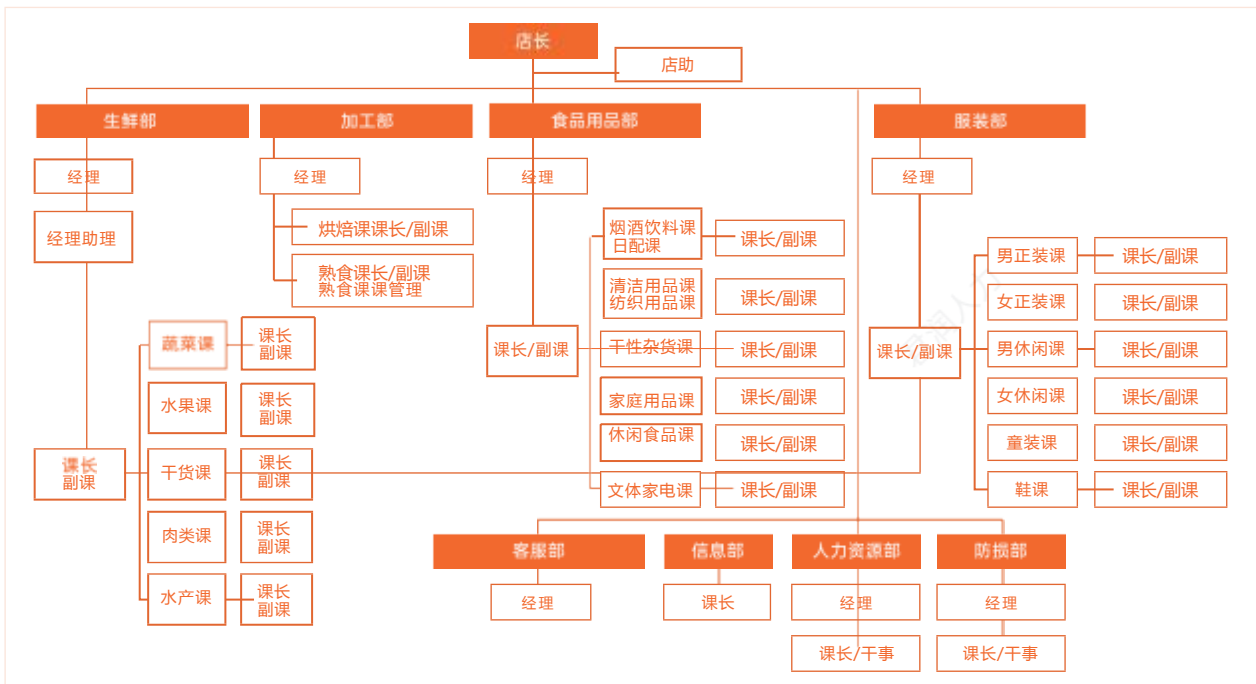 店长
店助
生鲜部
加工部
食品用品部
服装部
经理
经理
经理
经理
经理助理
烘焙课课长/副课
熟食课长/副课
熟食课课管理
烟酒饮料课
日配课
课长/副课
清洁用品课
纺织用品课
课长/副课
课长/副课
干性杂货课
课长/副课
家庭用品课
课长/副课
休闲食品课
课长/副课
文体家电课
课长/副课
课长/副课
男正装课
课长/副课
女正装课
课长/副课
男休闲课
课长/副课
女休闲课
课长/副课
童装课
课长/副课
鞋课
课长/副课
课长
副课
蔬菜课
课长
副课
水果课
课长
副课
干货课
课长
副课
肉类课
课长
副课
水产课
课长
副课
客服部
信息部
人力资源部
防损部
经理
课长
经理
经理
课长/干事
课长/干事